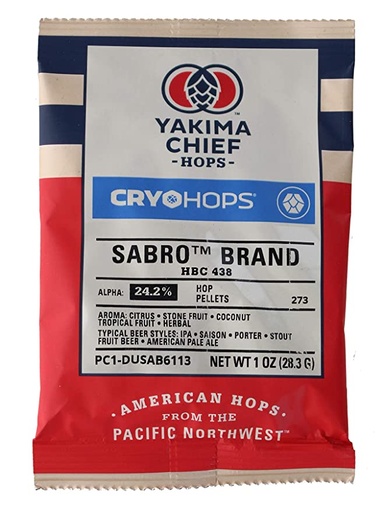 YAKIMA
CHIEF
-HOPS-
CRYOHOPS®
SABRO™ BRAND
HBC 438
ALPHA: 24.2% HOP PELLETS 273
AROMA: CITRUS • STONE FRUIT • COCONUT
TROPICAL FRUIT • HERBAL
TYPICAL BEER STYLES: IPA • SAISON • PORTER • STOUT
FRUIT BEER • AMERICAN PALE ALE
PC1-DUSAB6113 NET WT 1 OZ (28.3 G)
• AMERICAN HOPS •
FROM THE
PACIFIC NORTHWEST™